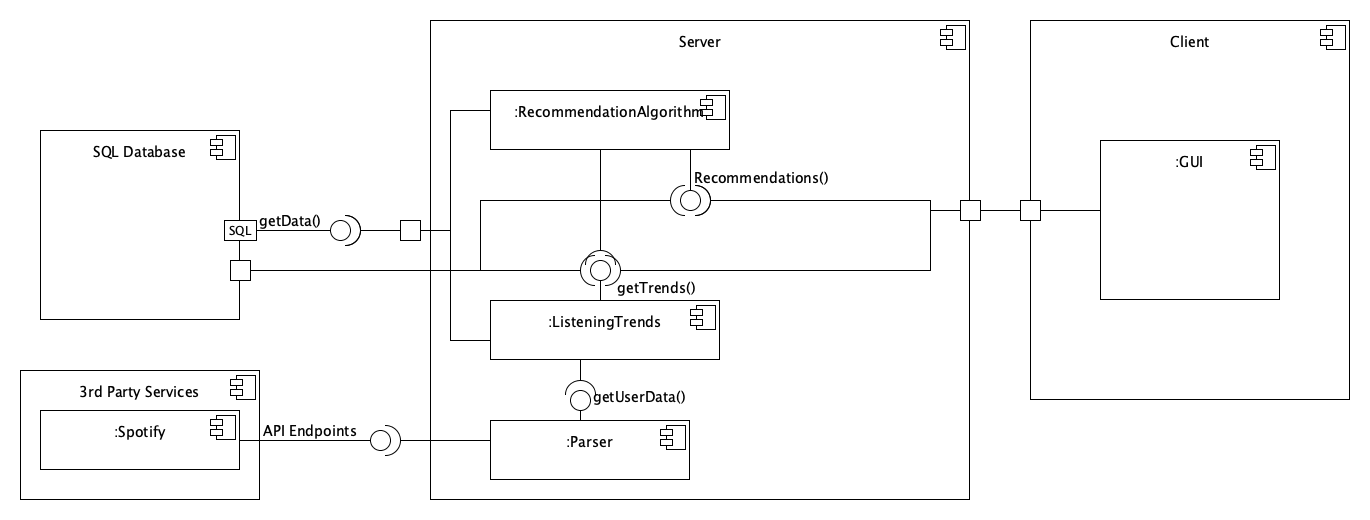 Server
Client
:RecommendationAlgorithm
SQL Database
:GUI
Recommendations()
SQL
getData()
getTrends()
:ListeningTrends
3rd Party Services
getUserData()
:Spotify
API Endpoints
:Parser